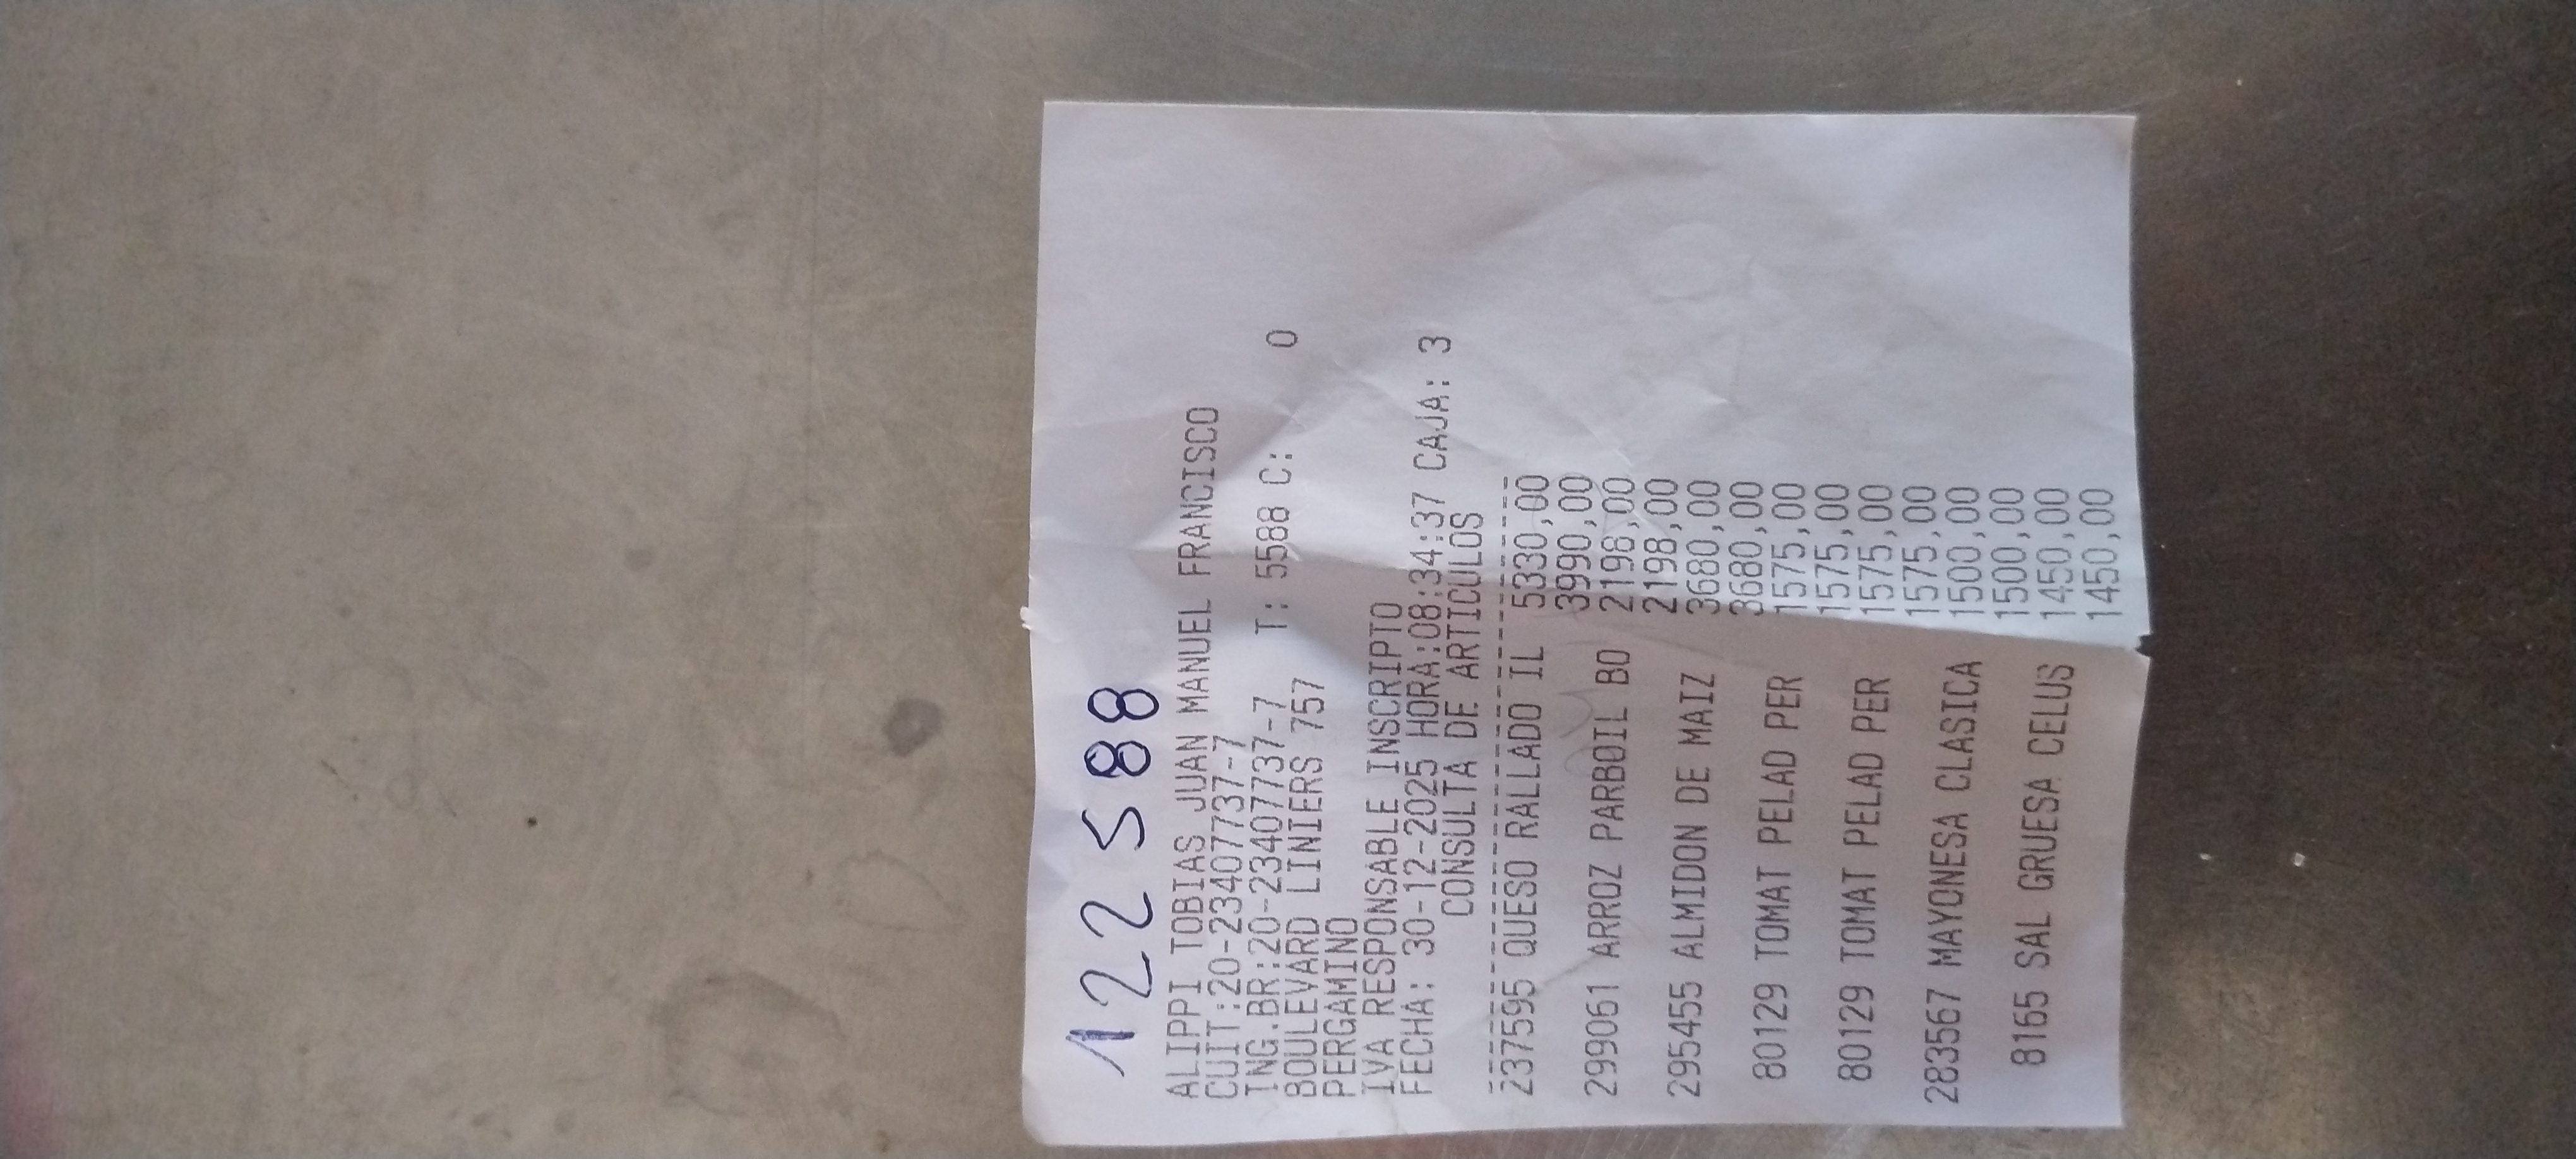 122588
ALIPPI TOBIAS JUAN MANUEL FRANCISCO
CUIT:20-23407737-7
ING.BR:20-23407737-7 T: 5588 C: 0
BOULEVARD LINIERS 757
PERGAMINO
IVA RESPONSABLE INSCRIPTO
FECHA: 30-12-2025 HORA:08:34:37 CAJA: 3
CONSULTA DE ARTICULOS
237595 QUESO RALLADO IL 5330,00
3990,00
299061 ARROZ PARBOIL BO 2198,00
2198,00
295455 ALMIDON DE MAIZ 3680,00
3680,00
80129 TOMAT PELAD PER 1575,00
1575,00
80129 TOMAT PELAD PER 1575,00
1575,00
283567 MAYONESA CLASICA 1500,00
1500,00
8165 SAL GRUESA CELUS 1450,00
1450,00